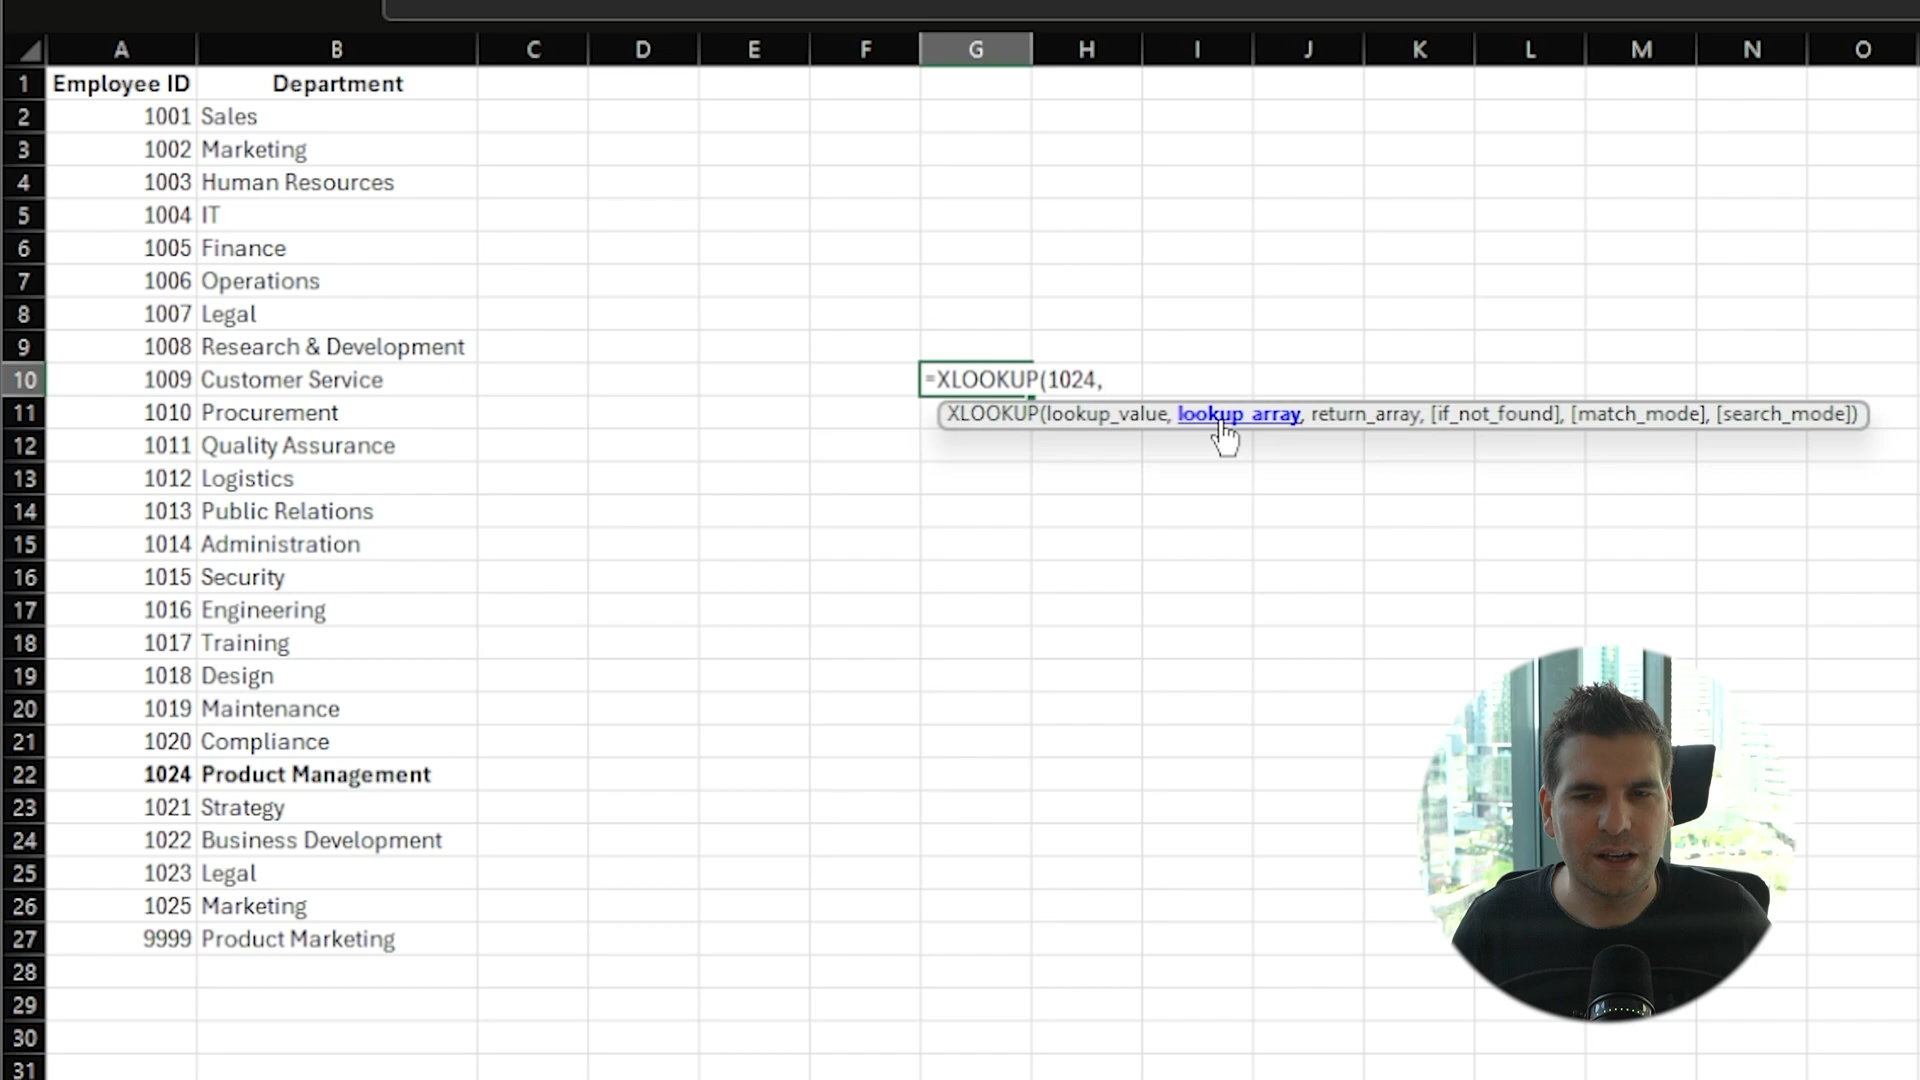 A B C D E F G H I J K L M N O
1 Employee ID Department
2 1001 Sales
3 1002 Marketing
4 1003 Human Resources
5 1004 IT
6 1005 Finance
7 1006 Operations
8 1007 Legal
9 1008 Research & Development
10 1009 Customer Service =XLOOKUP(1024,
11 1010 Procurement XLOOKUP(lookup_value, lookup_array, return_array, [if_not_found], [match_mode], [search_mode])
12 1011 Quality Assurance
13 1012 Logistics
14 1013 Public Relations
15 1014 Administration
16 1015 Security
17 1016 Engineering
18 1017 Training
19 1018 Design
20 1019 Maintenance
21 1020 Compliance
22 1024 Product Management
23 1021 Strategy
24 1022 Business Development
25 1023 Legal
26 1025 Marketing
27 9999 Product Marketing
28
29
30
31